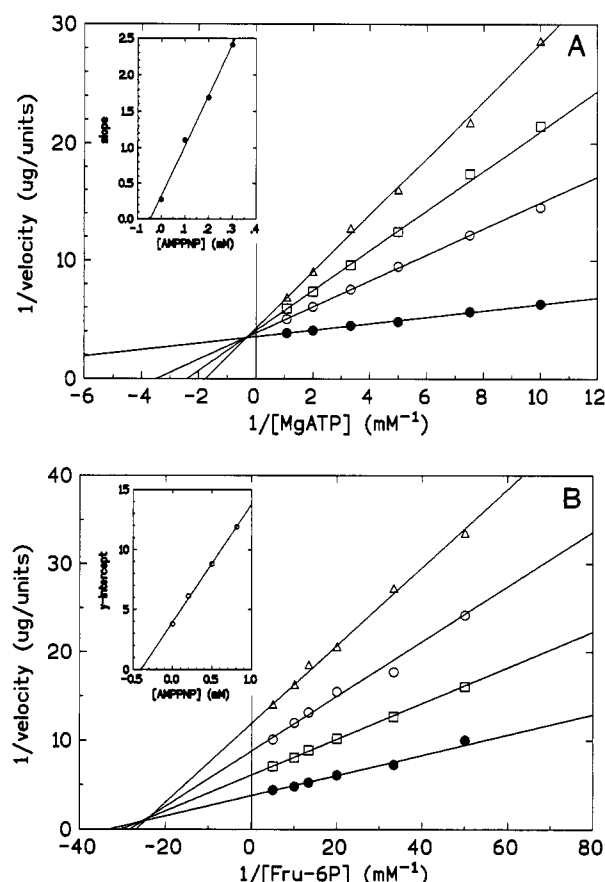 A
30
20
10
0
1/velocity (ug/units)
-6 -4 -2 0 2 4 6 8 10 12
1/[MgATP] (mM⁻¹)
2.5
2.0
1.5
1.0
0.5
0.0
slope
-.1 .0 .1 .2 .3 .4
[AMPPNP] (mM)
B
40
30
20
10
0
1/velocity (ug/units)
-40 -20 0 20 40 60 80
1/[Fru-6P] (mM⁻¹)
15
10
5
0
y-intercept
-0.5 0.0 0.5 1.0
[AMPPNP] (mM)